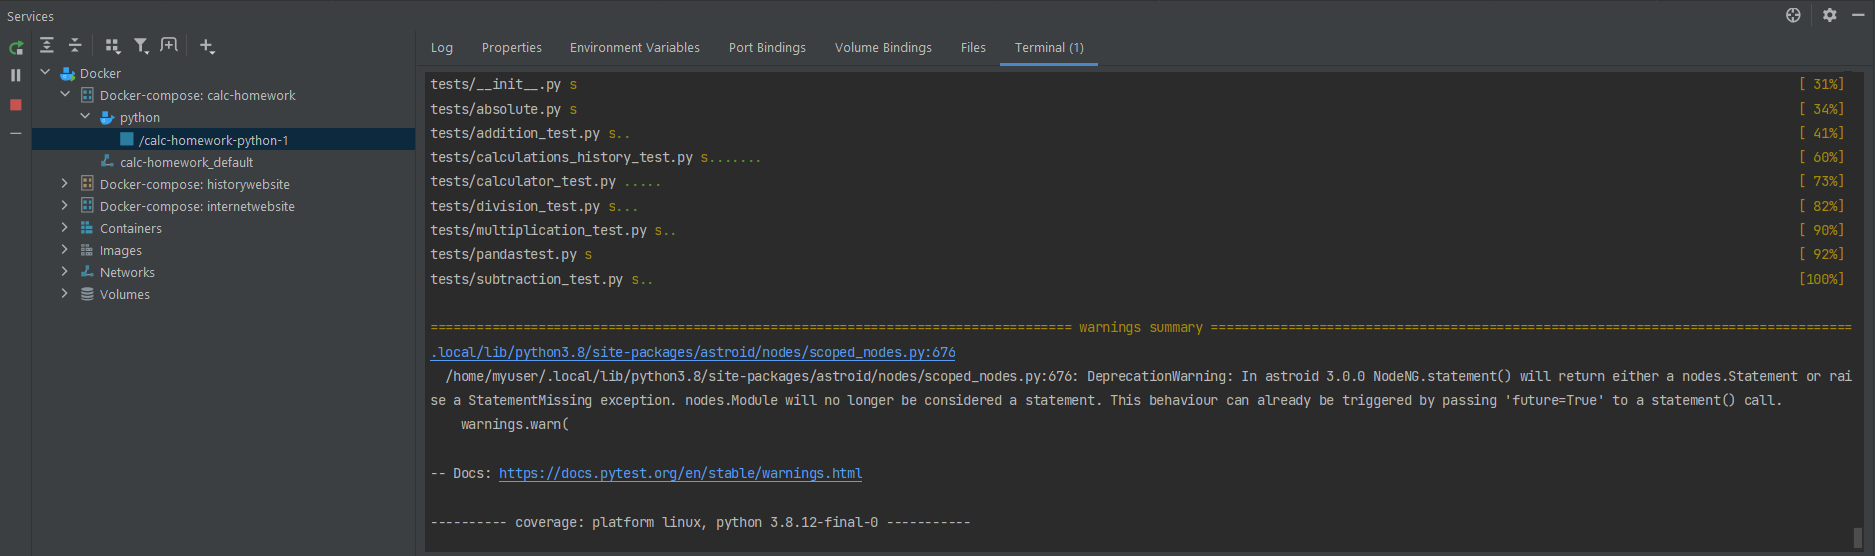 Services
Log Properties Environment Variables Port Bindings Volume Bindings Files Terminal (1)
Docker
Docker-compose: calc-homework
python
/calc-homework-python-1
calc-homework_default
Docker-compose: historywebsite
Docker-compose: internetwebsite
Containers
Images
Networks
Volumes
tests/__init__.py s [ 31%]
tests/absolute.py s [ 34%]
tests/addition_test.py s.. [ 41%]
tests/calculations_history_test.py s....... [ 60%]
tests/calculator_test.py ..... [ 73%]
tests/division_test.py s... [ 82%]
tests/multiplication_test.py s.. [ 90%]
tests/pandastest.py s [ 92%]
tests/subtraction_test.py s.. [100%]
==================================================================================== warnings summary ====================================================================================
.local/lib/python3.8/site-packages/astroid/nodes/scoped_nodes.py:676
/home/myuser/.local/lib/python3.8/site-packages/astroid/nodes/scoped_nodes.py:676: DeprecationWarning: In astroid 3.0.0 NodeNG.statement() will return either a nodes.Statement or rai
se a StatementMissing exception. nodes.Module will no longer be considered a statement. This behaviour can already be triggered by passing 'future=True' to a statement() call.
warnings.warn(
-- Docs: https://docs.pytest.org/en/stable/warnings.html
---------- coverage: platform linux, python 3.8.12-final-0 -----------